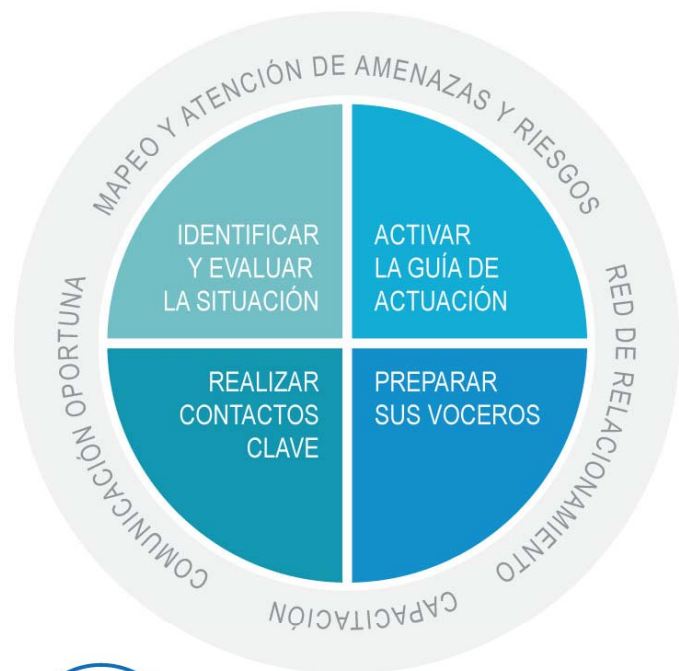 MAPEO Y ATENCIÓN DE AMENAZAS Y RIESGOS
RED DE RELACIONAMIENTO
CAPACITACIÓN
COMUNICACIÓN OPORTUNA
IDENTIFICAR
Y EVALUAR
LA SITUACIÓN
ACTIVAR
LA GUÍA DE
ACTUACIÓN
REALIZAR
CONTACTOS
CLAVE
PREPARAR
SUS VOCEROS